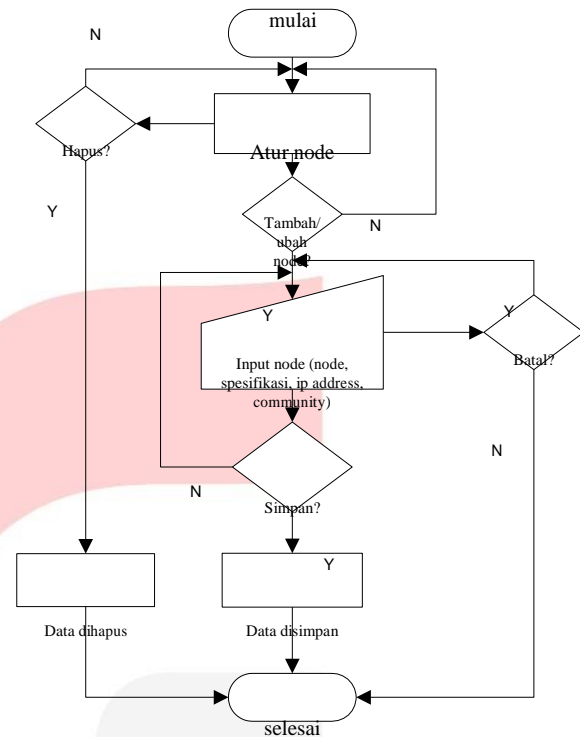 mulai
N
Atur node
Hapus?
Y
Tambah/
ubah
node?
N
Y
Input node (node,
spesifikasi, ip address,
community)
Y
Batal?
N
N
Simpan?
Y
Data dihapus
Data disimpan
selesai